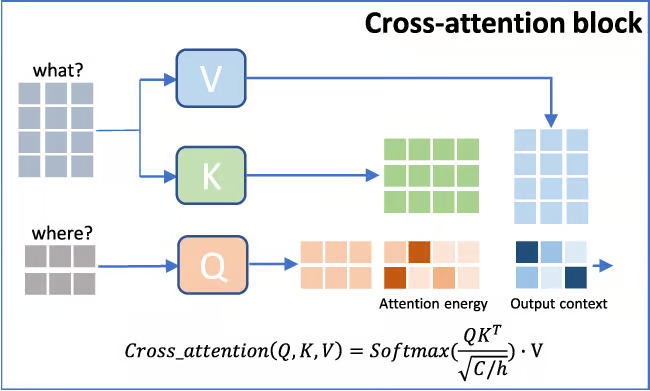 Cross-attention block
what?
V
K
where?
Q
Attention energy
Output context
Cross_attention(Q, K, V) = Softmax(QK^T / √(C/h)) · V